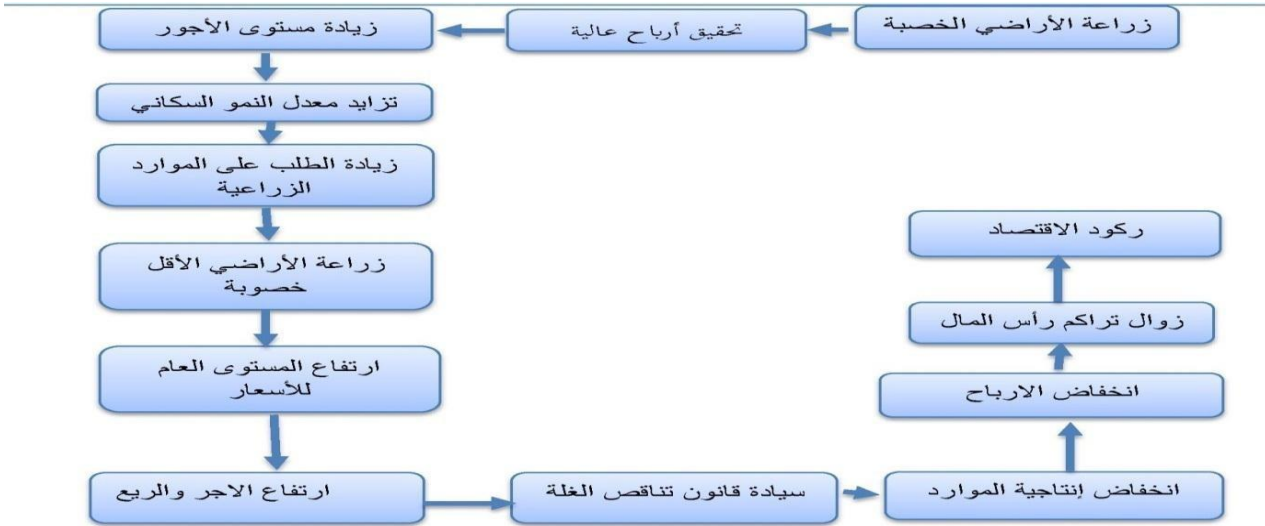 زراعة الأراضي الخصبة
تحقيق أرباح عالية
زيادة مستوى الأجور
تزايد معدل النمو السكاني
زيادة الطلب على الموارد
الزراعية
زراعة الأراضي الأقل
خصوبة
ارتفاع المستوى العام
للأسعار
ارتفاع الاجر والريع
سيادة قانون تناقص الغلة
انخفاض إنتاجية الموارد
انخفاض الارباح
زوال تراكم رأس المال
ركود الاقتصاد